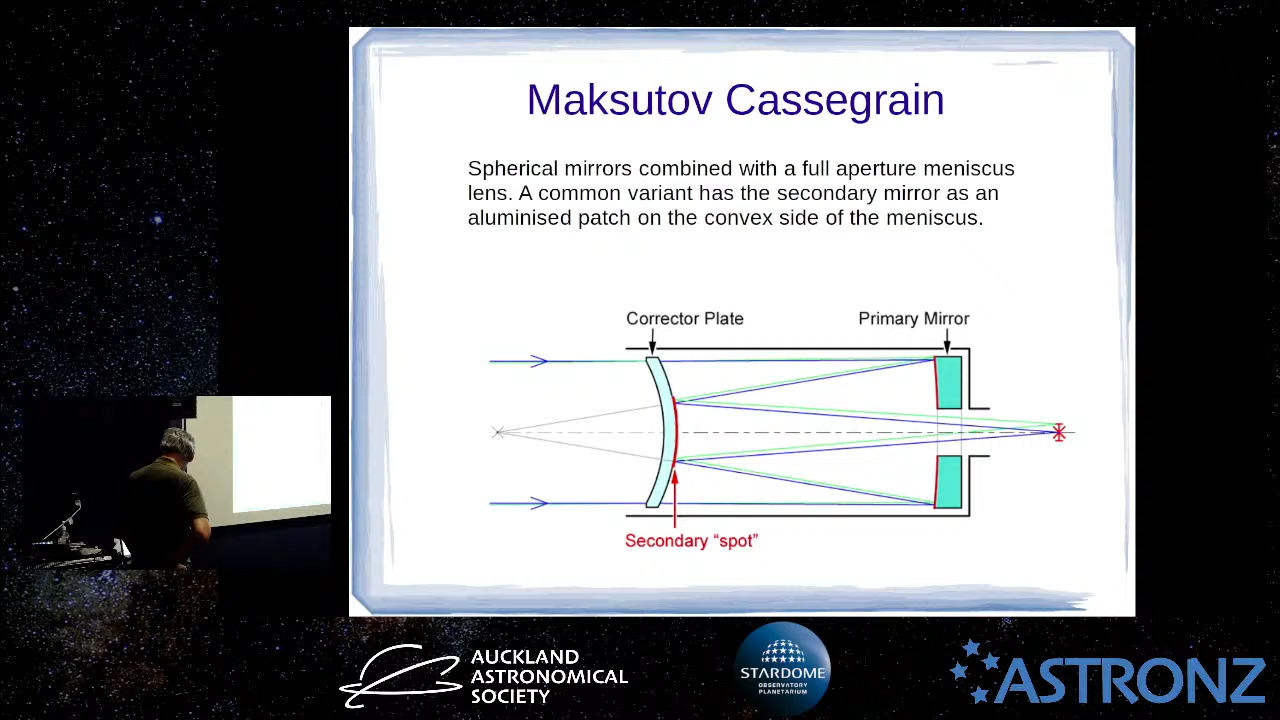 Maksutov Cassegrain
Spherical mirrors combined with a full aperture meniscus
lens. A common variant has the secondary mirror as an
aluminised patch on the convex side of the meniscus.
Corrector Plate
Primary Mirror
Secondary “spot”
AUCKLAND
ASTRONOMICAL
SOCIETY
STARDOME
OBSERVATORY
PLANETARIUM
ASTRONZ